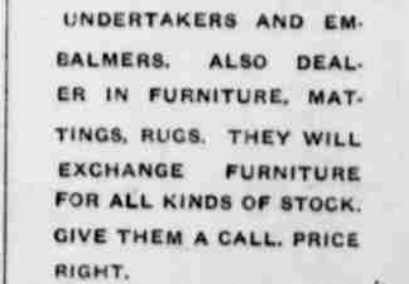 UNDERTAKERS AND EM-
BALMERS. ALSO DEAL-
ER IN FURNITURE, MAT-
TINGS, RUGS. THEY WILL
EXCHANGE FURNITURE
FOR ALL KINDS OF STOCK.
GIVE THEM A CALL. PRICE
RIGHT.